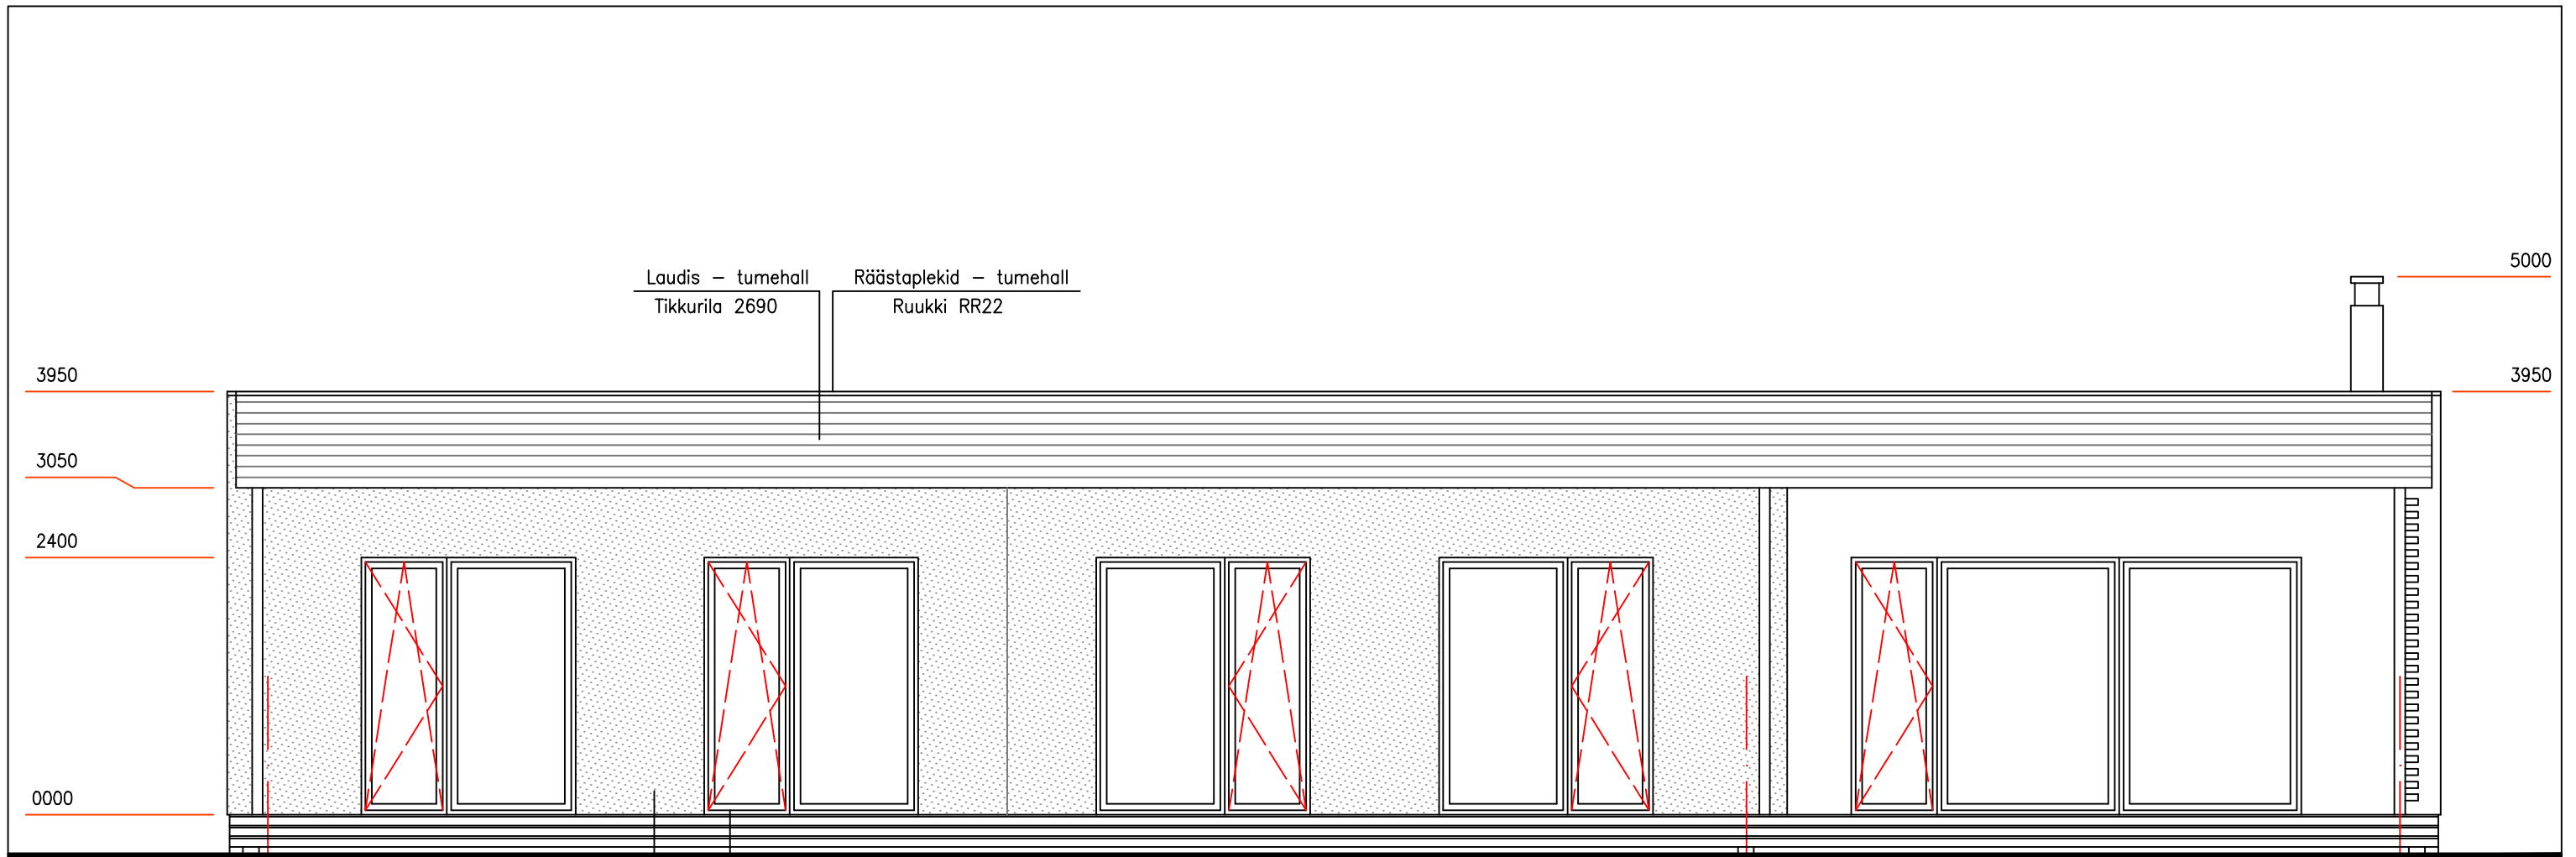 Laudis – tumehall
Tikkurila 2690
Räästaplekid – tumehall
Ruukki RR22
5000
3950
3950
3050
2400
0000